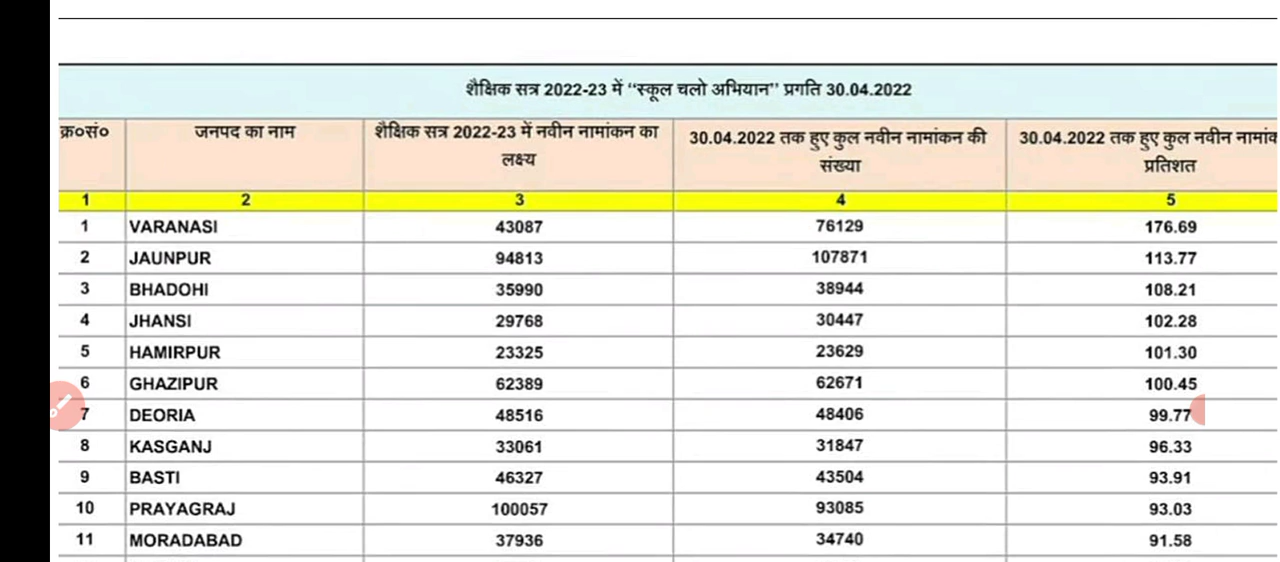 शैक्षिक सत्र 2022-23 में “स्कूल चलो अभियान” प्रगति 30.04.2022
क्र०सं० जनपद का नाम शैक्षिक सत्र 2022-23 में नवीन नामांकन का लक्ष्य 30.04.2022 तक हुए कुल नवीन नामांकन की संख्या 30.04.2022 तक हुए कुल नवीन प्रतिशत
1 2 3 4 5
1 VARANASI 43087 76129 176.69
2 JAUNPUR 94813 107871 113.77
3 BHADOHI 35990 38944 108.21
4 JHANSI 29768 30447 102.28
5 HAMIRPUR 23325 23629 101.30
6 GHAZIPUR 62389 62671 100.45
7 DEORIA 48516 48406 99.77
8 KASGANJ 33061 31847 96.33
9 BASTI 46327 43504 93.91
10 PRAYAGRAJ 100057 93085 93.03
11 MORADABAD 37936 34740 91.58